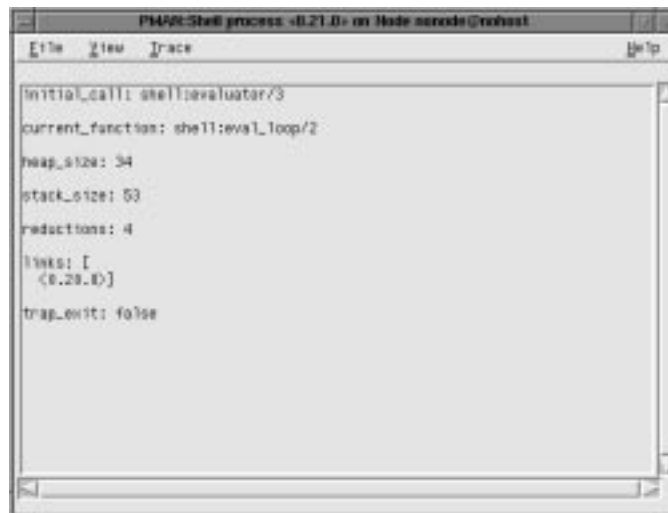 PMAN:Shell process <0.21.0> on Node nonode@nohost
File View Trace Help
initial_call: shell:evaluator/3
current_function: shell:eval_loop/2
heap_size: 34
stack_size: 53
reductions: 4
links: [
<0.20.0>]
trap_exit: false